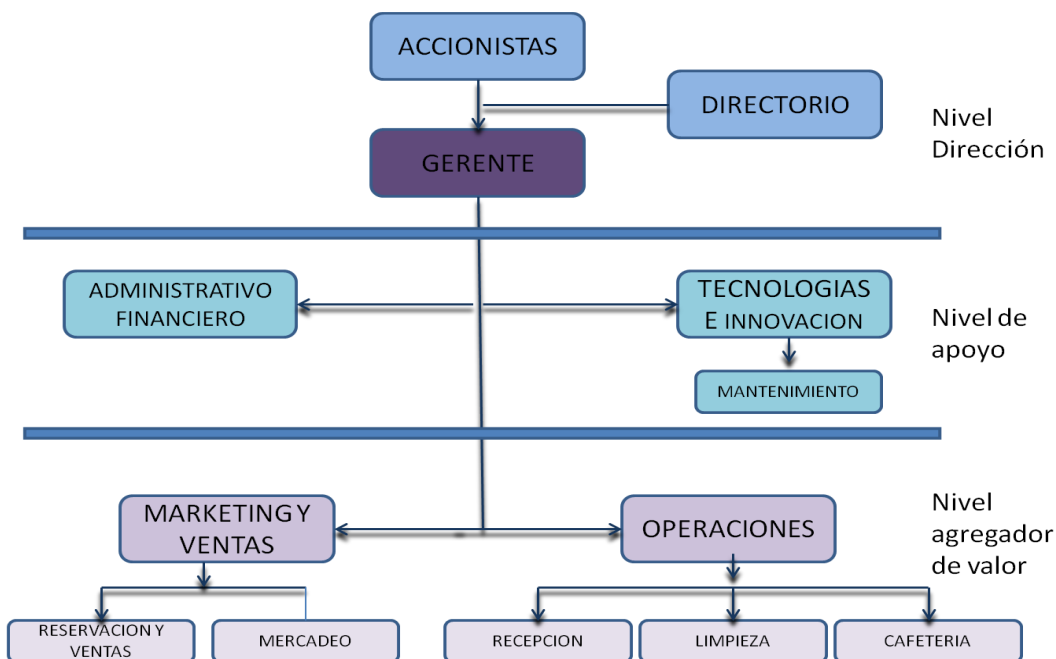 ACCIONISTAS
DIRECTORIO
Nivel
Dirección
GERENTE
ADMINISTRATIVO
FINANCIERO
TECNOLOGIAS
E INNOVACION
Nivel de
apoyo
MANTENIMIENTO
MARKETING Y
VENTAS
OPERACIONES
Nivel
agregador
de valor
RESERVACION Y
VENTAS
MERCADEO
RECEPCION
LIMPIEZA
CAFETERIA